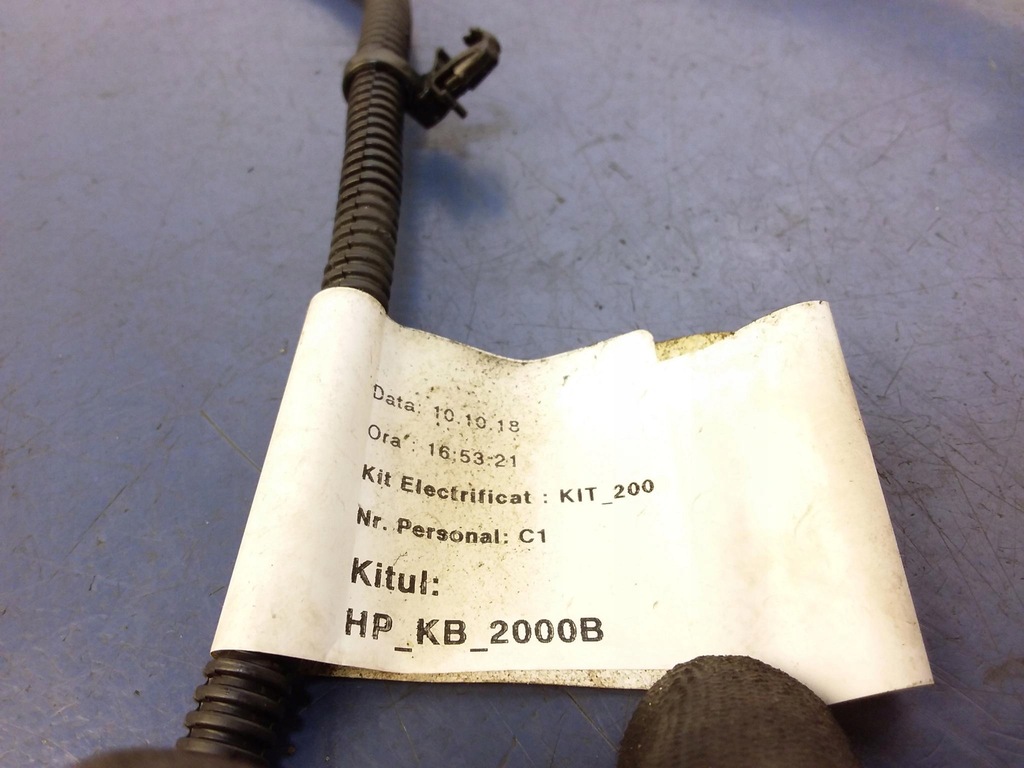 Data: 10.10.18
Ora : 16:53:21
Kit Electrificat : KIT_200
Nr. Personal: C1
Kitul:
HP_KB_2000B